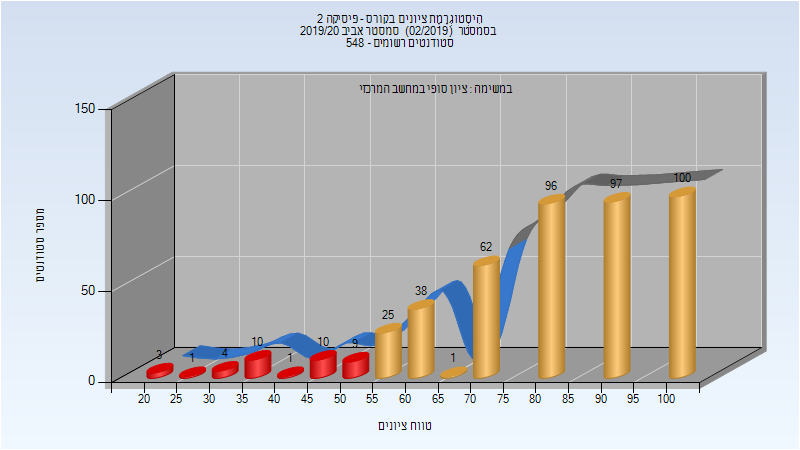 היסטוגרמת ציונים בקורס - פיסיקה 2
בסמסטר (02/2019) סמסטר אביב 2019/20
סטודנטים רשומים - 548
במשימה : ציון סופי במחשב המרכזי
מספר סטודנטים
150
100
50
0
3
1
4
10
1
10
9
25
38
1
62
96
97
100
20 25 30 35 40 45 50 55 60 65 70 75 80 85 90 95 100
טווח ציונים